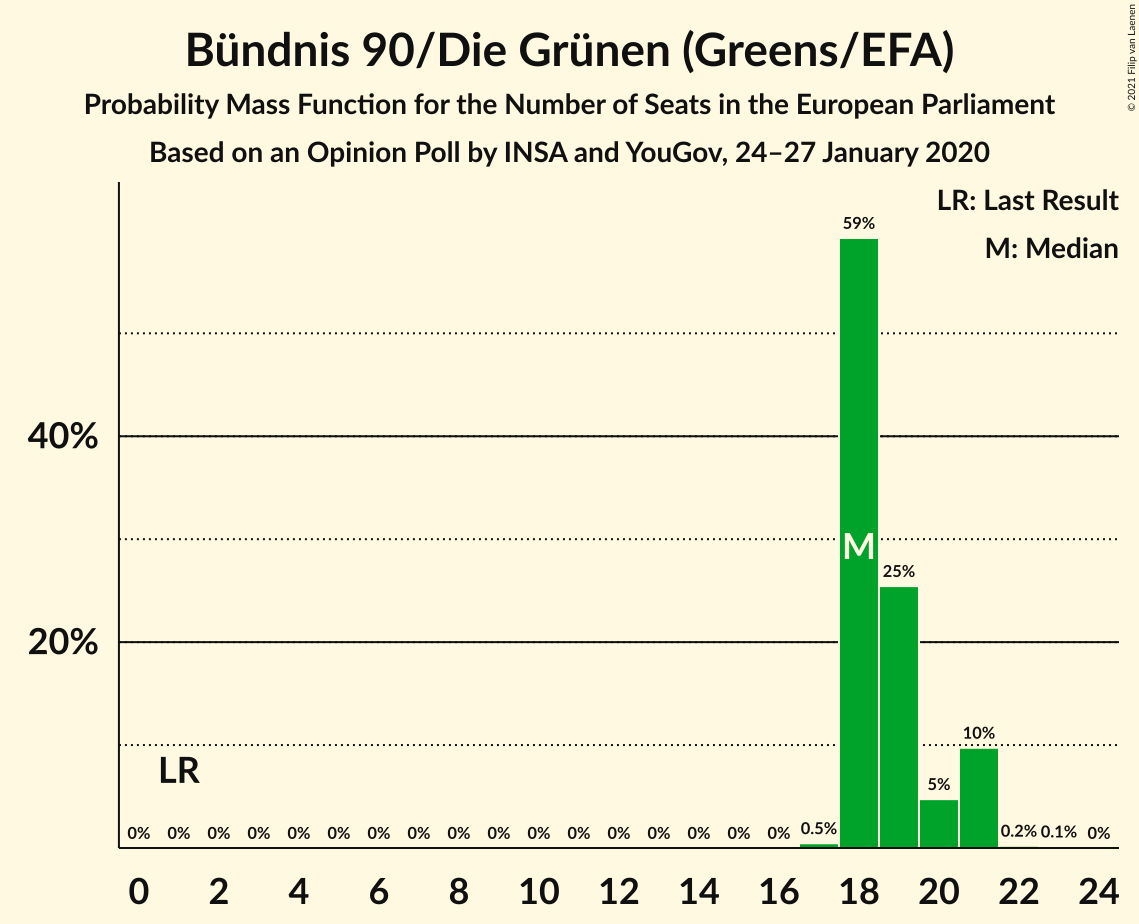 Bündnis 90/Die Grünen (Greens/EFA)
Probability Mass Function for the Number of Seats in the European Parliament
Based on an Opinion Poll by INSA and YouGov, 24–27 January 2020
© 2021 Filip van Laenen
LR: Last Result
M: Median
59%
40%
M
25%
20%
10%
LR
5%
0% 0% 0% 0% 0% 0% 0% 0% 0% 0% 0% 0% 0% 0% 0% 0% 0% 0.5% 0.2% 0.1% 0%
0 2 4 6 8 10 12 14 16 18 20 22 24